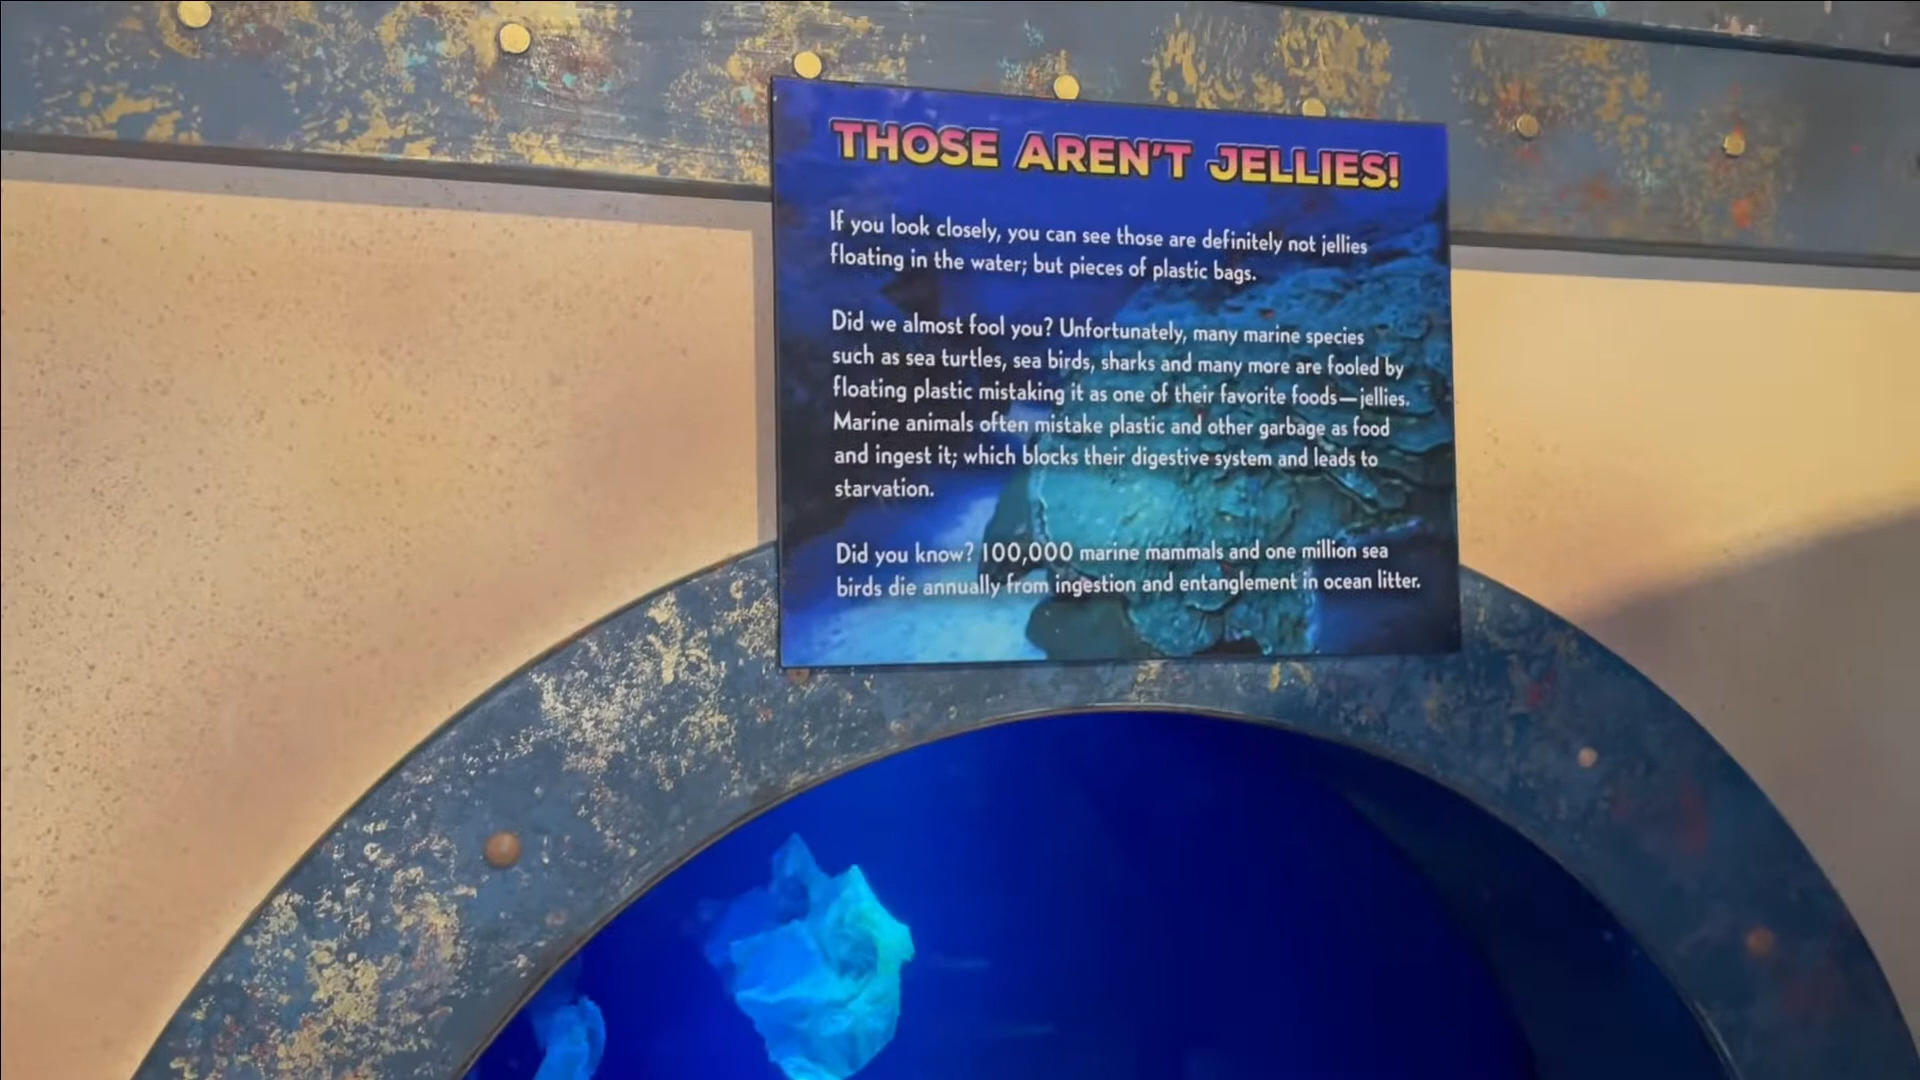 THOSE AREN'T JELLIES!
If you look closely, you can see those are definitely not jellies
floating in the water; but pieces of plastic bags.
Did we almost fool you? Unfortunately, many marine species
such as sea turtles, sea birds, sharks and many more are fooled by
floating plastic mistaking it as one of their favorite foods—jellies.
Marine animals often mistake plastic and other garbage as food
and ingest it; which blocks their digestive system and leads to
starvation.
Did you know? 100,000 marine mammals and one million sea
birds die annually from ingestion and entanglement in ocean litter.